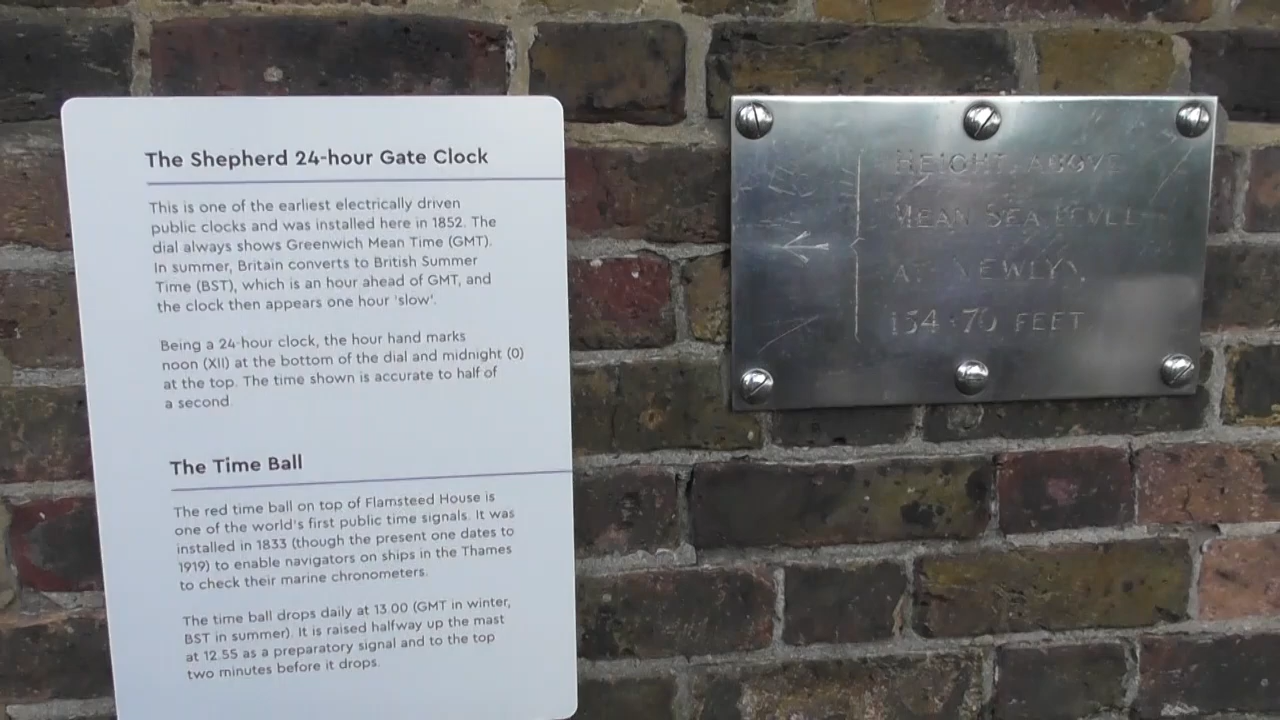 The Shepherd 24-hour Gate Clock
This is one of the earliest electrically driven
public clocks and was installed here in 1852. The
dial always shows Greenwich Mean Time (GMT).
In summer, Britain converts to British Summer
Time (BST), which is an hour ahead of GMT, and
the clock then appears one hour 'slow'.
Being a 24-hour clock, the hour hand marks
noon (XII) at the bottom of the dial and midnight (0)
at the top. The time shown is accurate to half of
a second.
The Time Ball
The red time ball on top of Flamsteed House is
one of the world's first public time signals. It was
installed in 1833 (though the present one dates to
1919) to enable navigators on ships in the Thames
to check their marine chronometers.
The time ball drops daily at 13.00 (GMT in winter,
BST in summer). It is raised halfway up the mast
at 12.55 as a preparatory signal and to the top
two minutes before it drops.
HEIGHT ABOVE
MEAN SEA LEVEL
AT NEWLYN
154·70 FEET